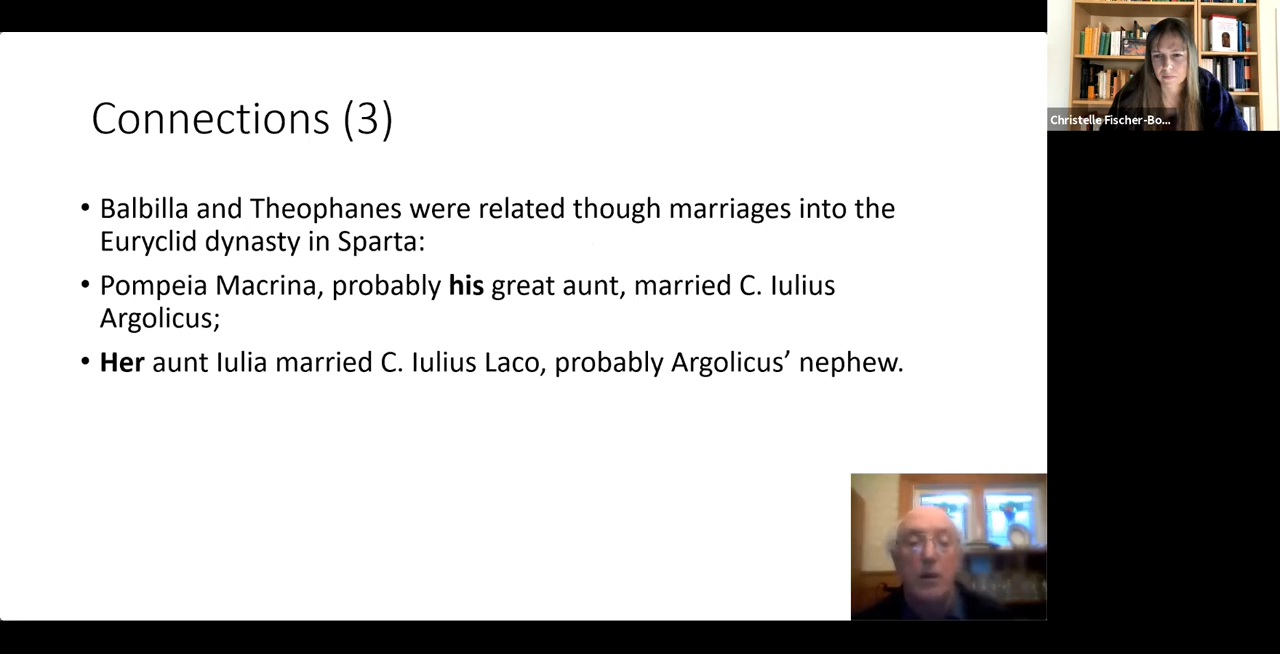 Connections (3)
• Balbilla and Theophanes were related though marriages into the
Euryclid dynasty in Sparta:
• Pompeia Macrina, probably his great aunt, married C. Iulius
Argolicus;
• Her aunt Iulia married C. Iulius Laco, probably Argolicus’ nephew.
Christelle Fischer-Bo...